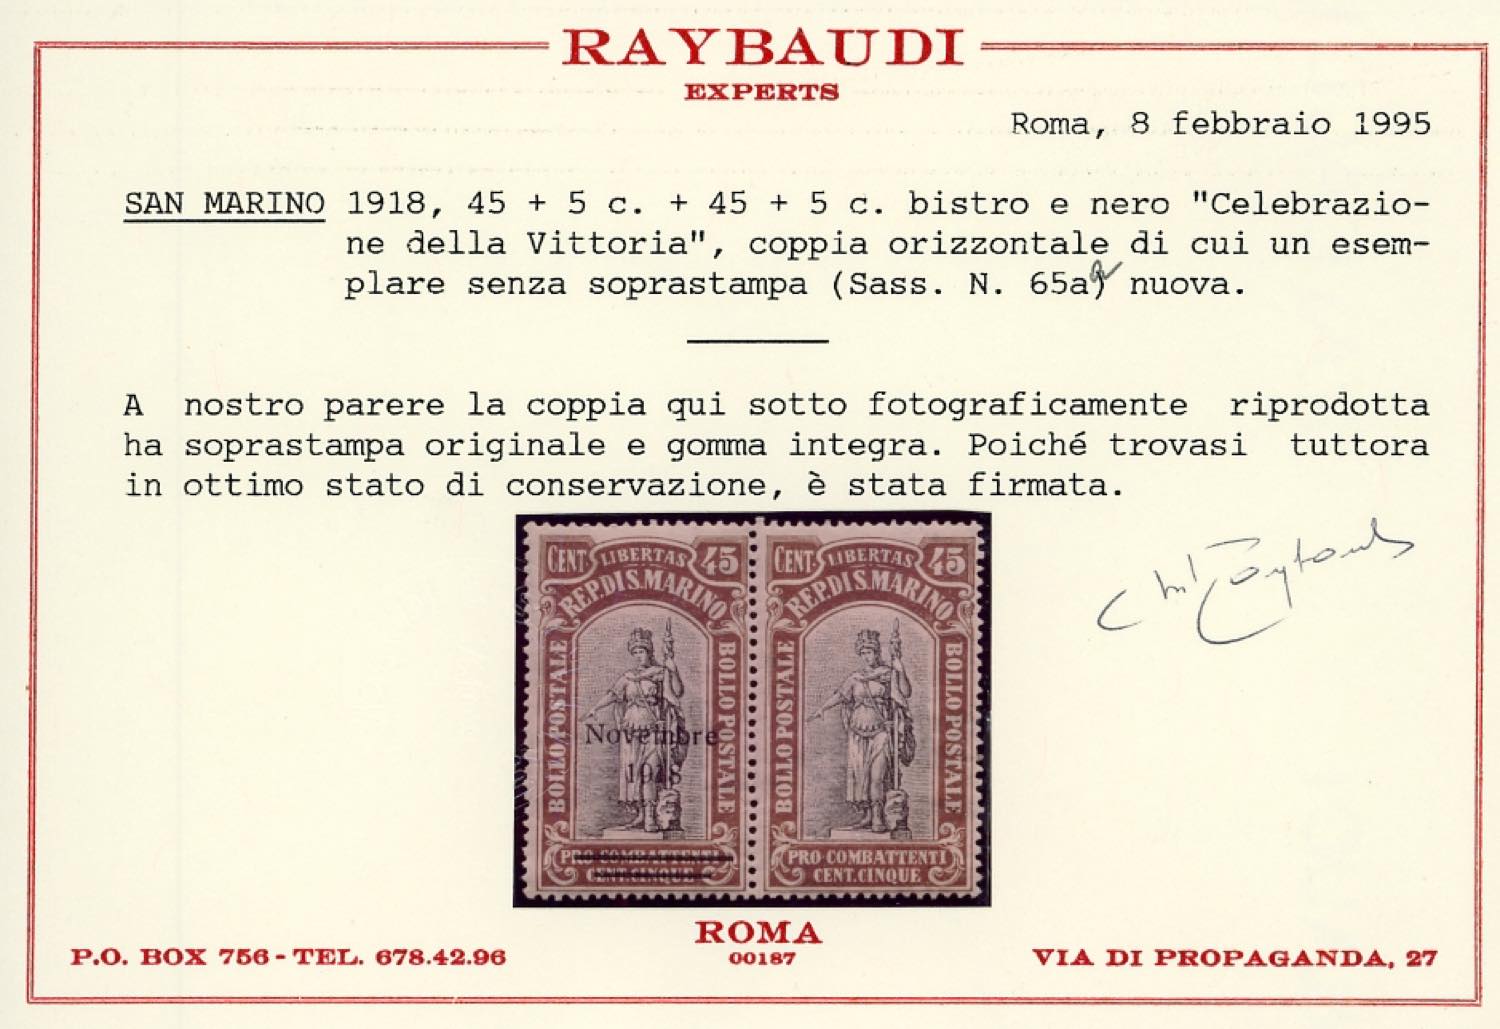 RAYBAUDI
EXPERTS
Roma, 8 febbraio 1995
SAN MARINO 1918, 45 + 5 c. + 45 + 5 c. bistro e nero "Celebrazio-
ne della Vittoria", coppia orizzontale di cui un esem-
plare senza soprastampa (Sass. N. 65a) nuova.
A nostro parere la coppia qui sotto fotograficamente riprodotta
ha soprastampa originale e gomma integra. Poiché trovasi tuttora
in ottimo stato di conservazione, è stata firmata.
CENT. LIBERTAS 45
REP. DI S. MARINO
BOLLO POSTALE
BOLLO POSTALE
3
Novembre
1918
PRO COMBATTENTI
CENT. CINQUE
CENT. LIBERTAS 45
REP. DI S. MARINO
BOLLO POSTALE
BOLLO POSTALE
PRO COMBATTENTI
CENT. CINQUE
ROMA
00187
P.O. BOX 756 - TEL. 678.42.96
VIA DI PROPAGANDA, 27